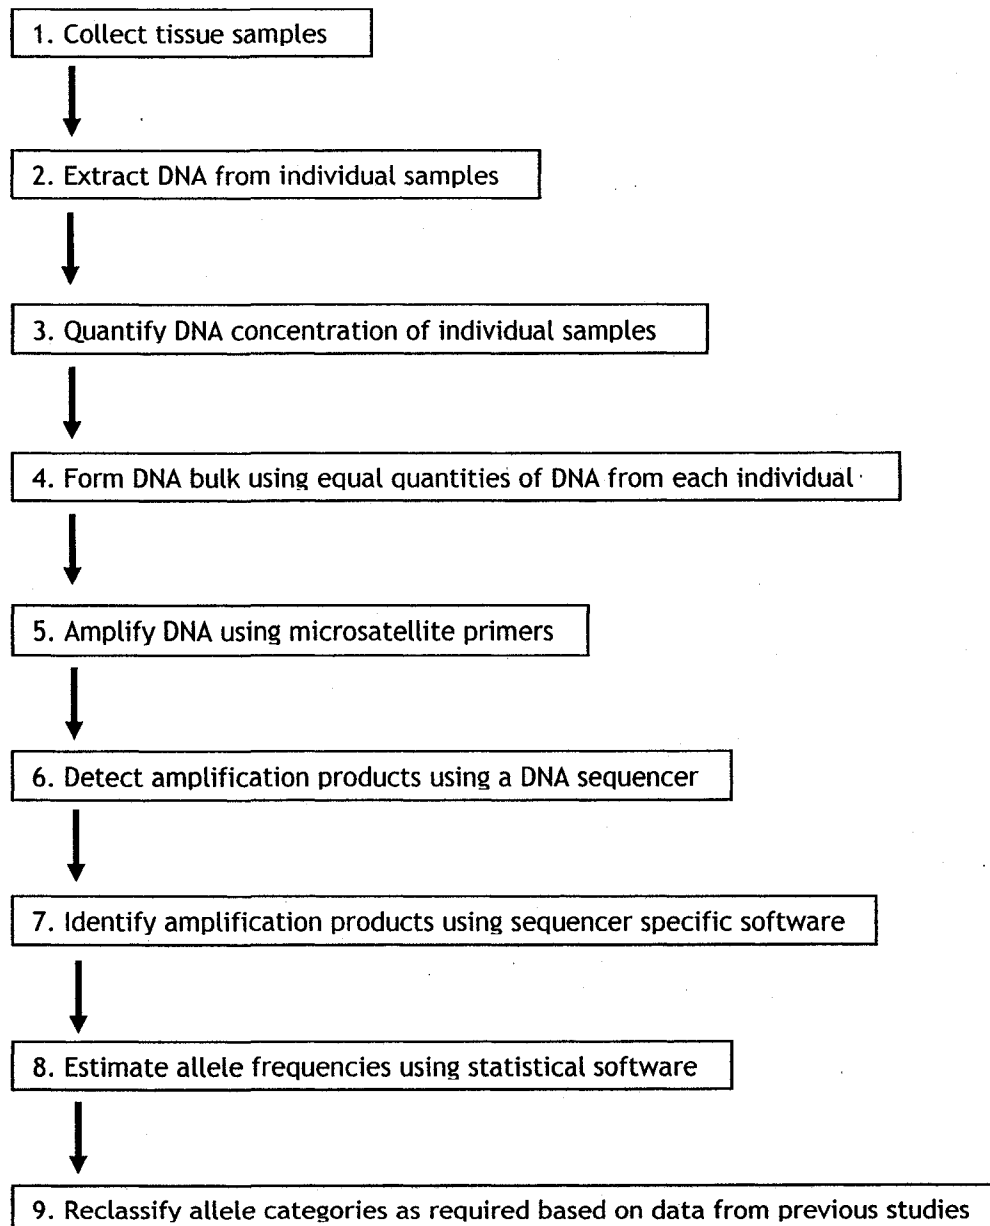 1. Collect tissue samples
2. Extract DNA from individual samples
3. Quantify DNA concentration of individual samples
4. Form DNA bulk using equal quantities of DNA from each individual
5. Amplify DNA using microsatellite primers
6. Detect amplification products using a DNA sequencer
7. Identify amplification products using sequencer specific software
8. Estimate allele frequencies using statistical software
9. Reclassify allele categories as required based on data from previous studies